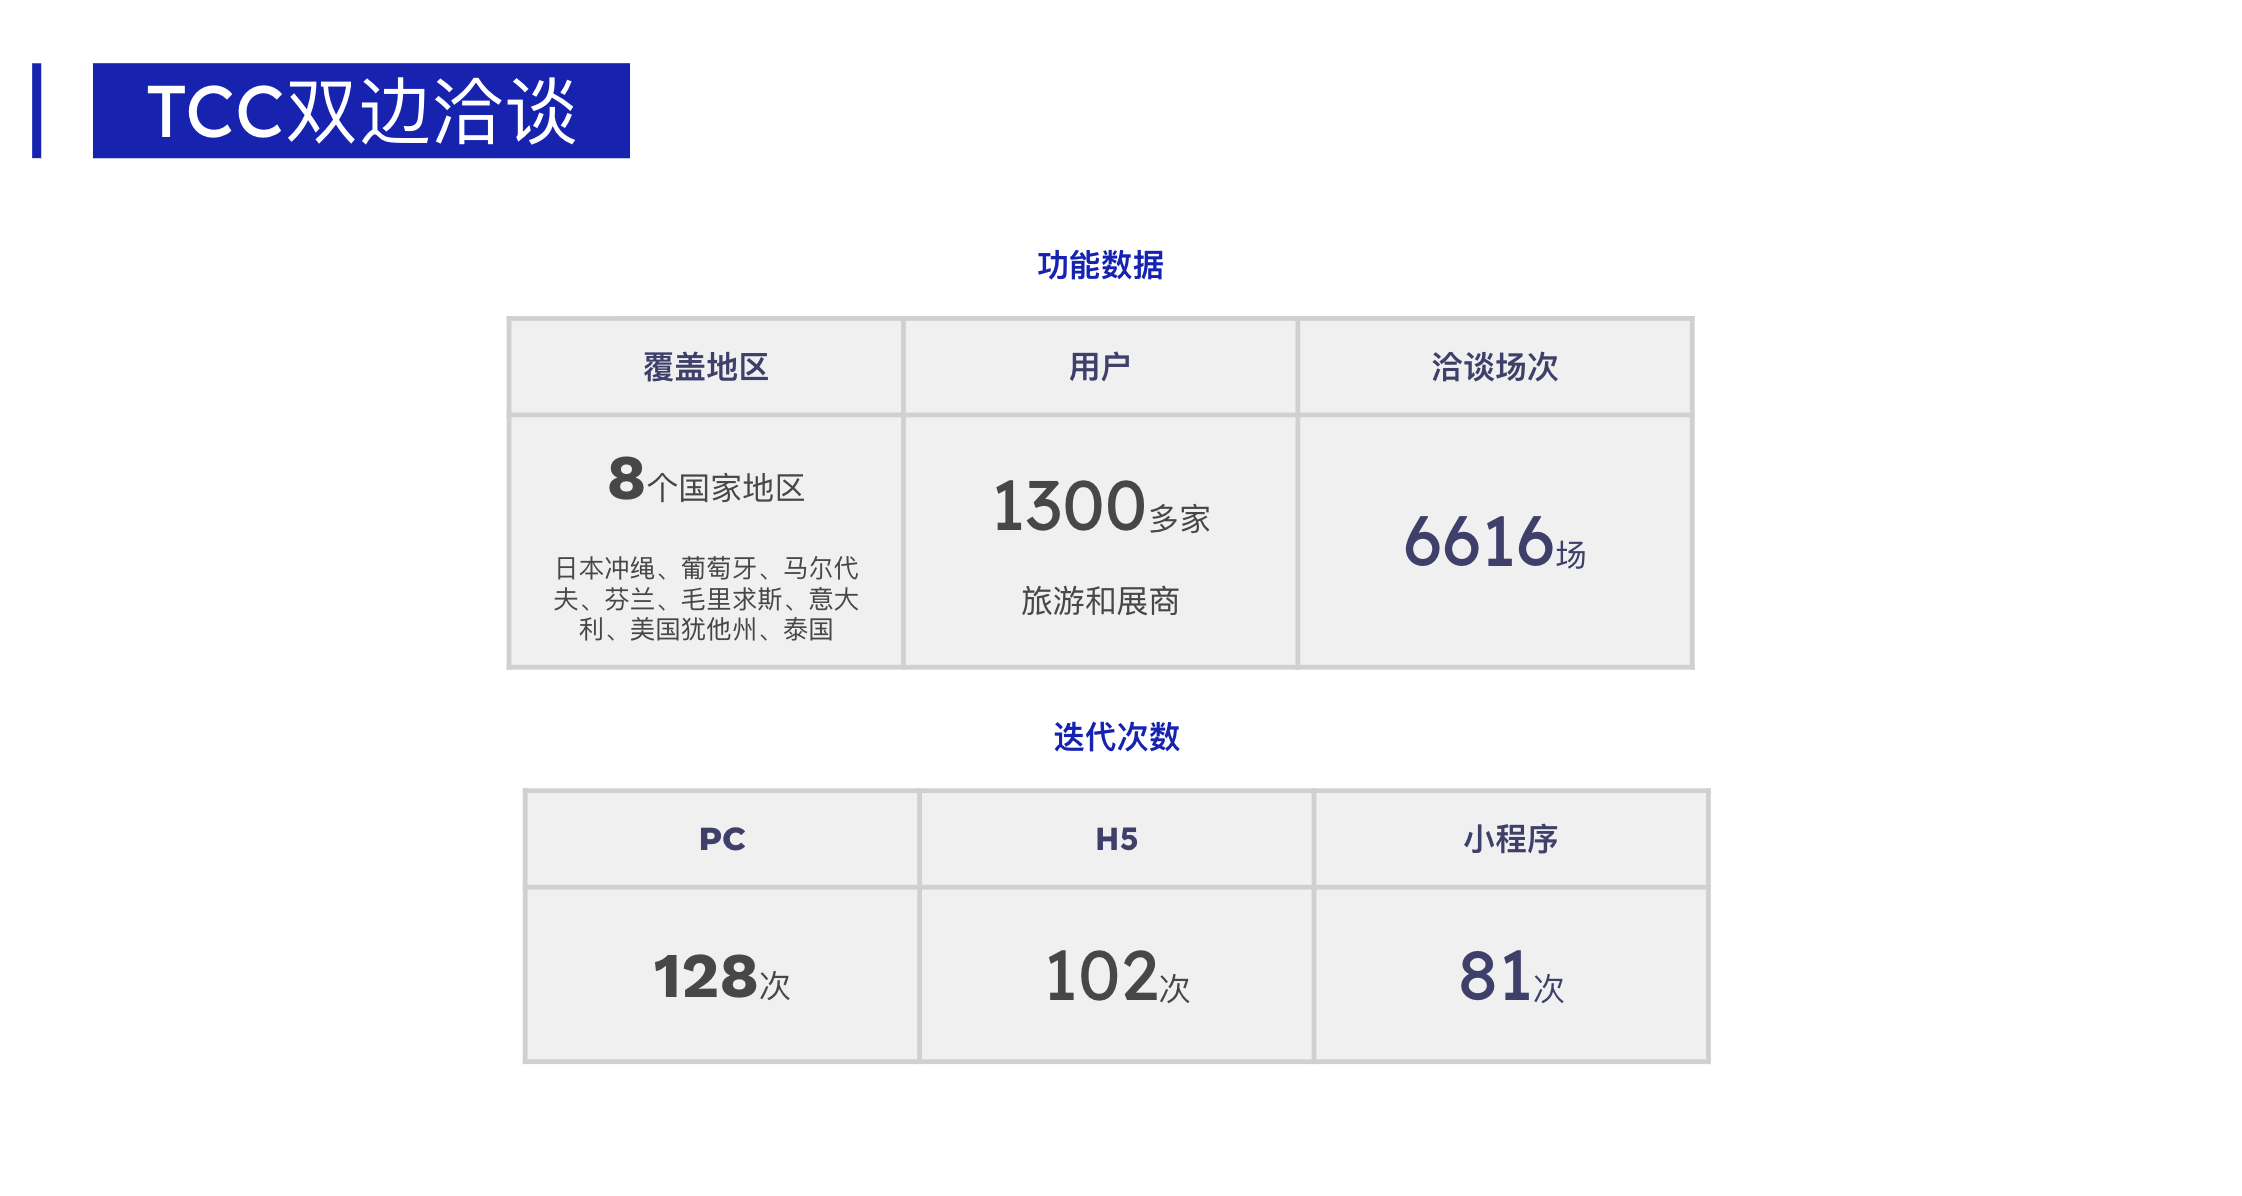 TCC双边洽谈
功能数据
覆盖地区
用户
洽谈场次
8个国家地区
日本冲绳、葡萄牙、马尔代
夫、芬兰、毛里求斯、意大
利、美国犹他州、泰国
1300多家
旅游和展商
6616场
迭代次数
PC
H5
小程序
128次
102次
81次